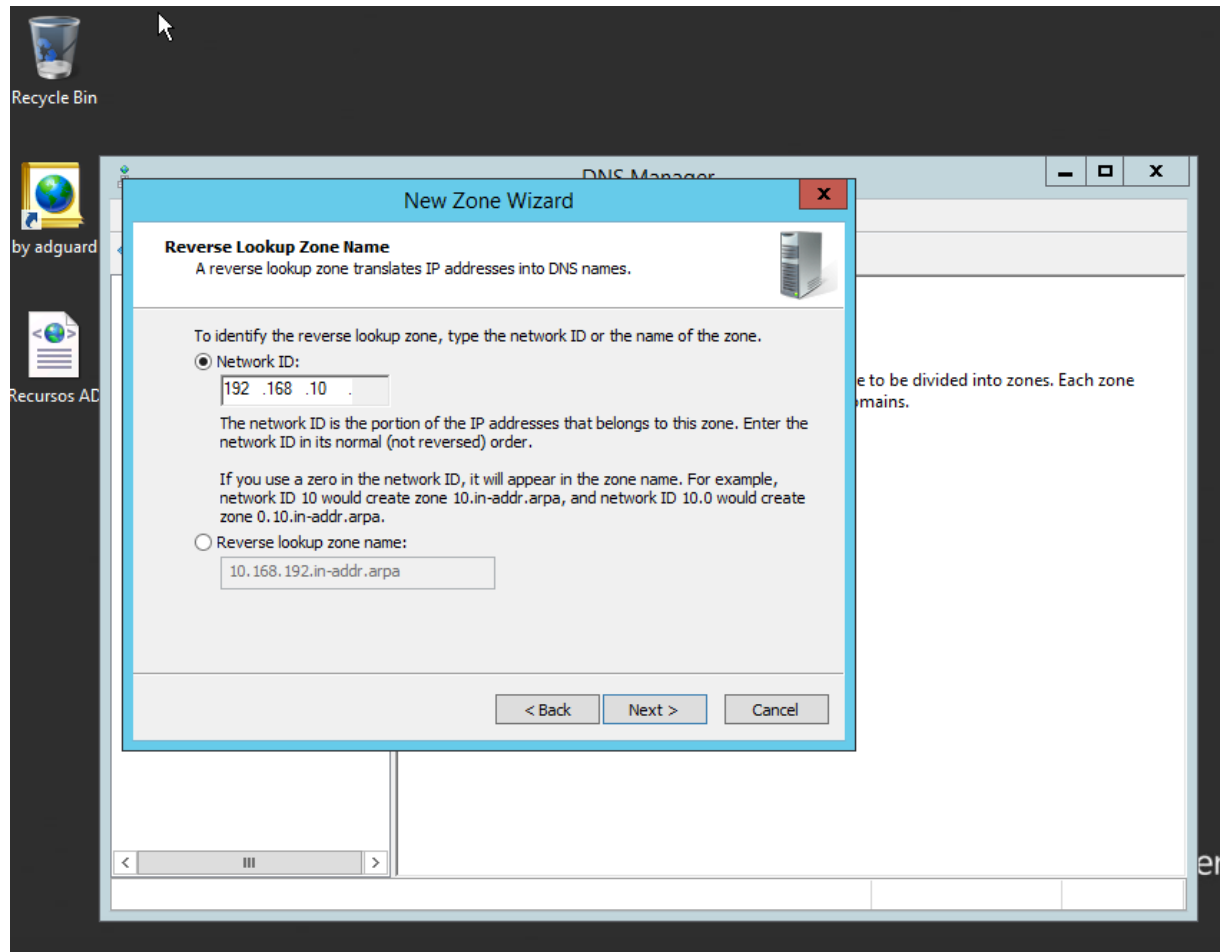 Recycle Bin
by adguard
Recursos AD
DNS Manager
New Zone Wizard
Reverse Lookup Zone Name
A reverse lookup zone translates IP addresses into DNS names.
To identify the reverse lookup zone, type the network ID or the name of the zone.
Network ID:
192 .168 .10 .
The network ID is the portion of the IP addresses that belongs to this zone. Enter the
network ID in its normal (not reversed) order.
If you use a zero in the network ID, it will appear in the zone name. For example,
network ID 10 would create zone 10.in-addr.arpa, and network ID 10.0 would create
zone 0.10.in-addr.arpa.
Reverse lookup zone name:
10.168.192.in-addr.arpa
< Back Next > Cancel
e to be divided into zones. Each zone
omains.
er